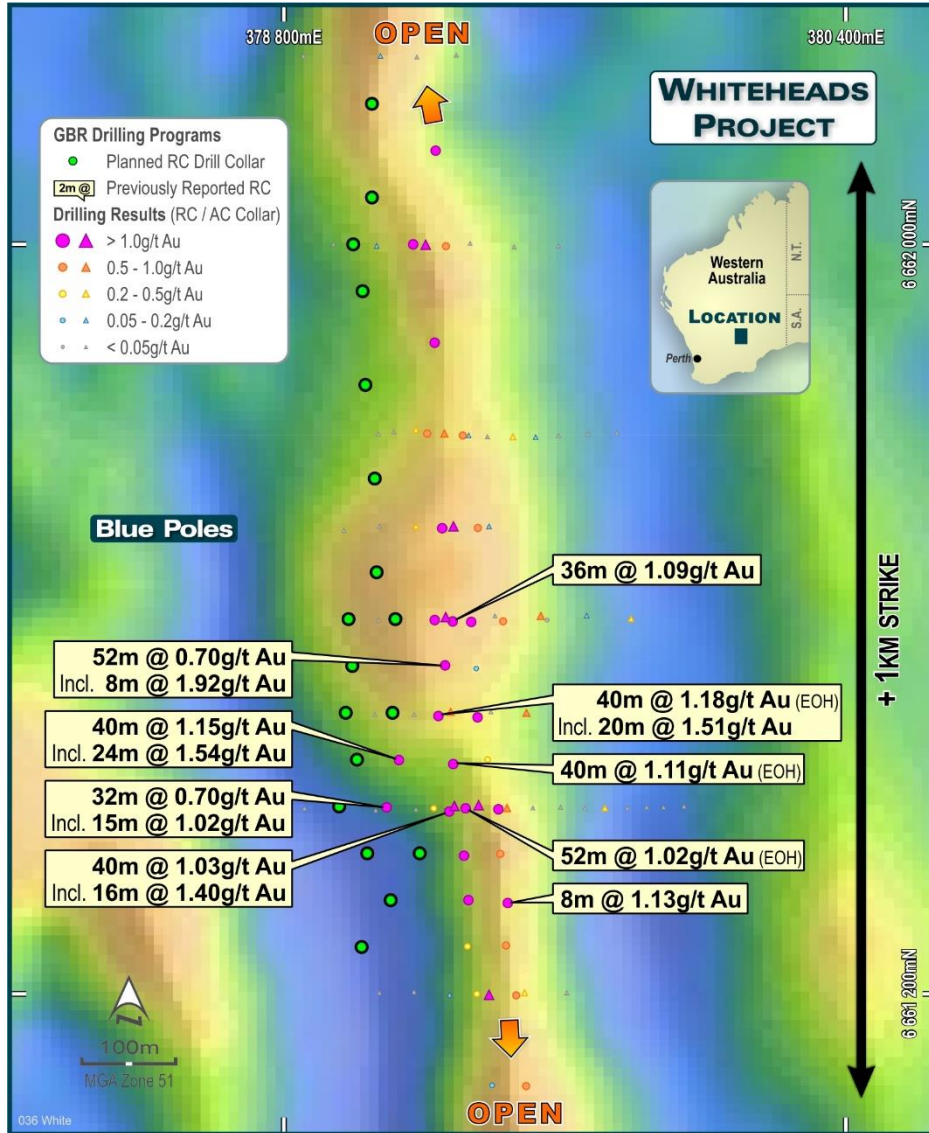 378 800mE
OPEN
380 400mE
WHITEHEADS
PROJECT
GBR Drilling Programs
Planned RC Drill Collar
2m @ Previously Reported RC
Drilling Results (RC / AC Collar)
> 1.0g/t Au
0.5 - 1.0g/t Au
0.2 - 0.5g/t Au
0.05 - 0.2g/t Au
< 0.05g/t Au
Western
Australia
N.T.
S.A.
LOCATION
Perth
6 662 000mN
Blue Poles
+ 1KM STRIKE
36m @ 1.09g/t Au
52m @ 0.70g/t Au
Incl. 8m @ 1.92g/t Au
40m @ 1.18g/t Au (EOH)
Incl. 20m @ 1.51g/t Au
40m @ 1.15g/t Au
Incl. 24m @ 1.54g/t Au
40m @ 1.11g/t Au (EOH)
32m @ 0.70g/t Au
Incl. 15m @ 1.02g/t Au
52m @ 1.02g/t Au (EOH)
40m @ 1.03g/t Au
Incl. 16m @ 1.40g/t Au
8m @ 1.13g/t Au
6 661 200mN
100m
MGA Zone 51
OPEN
036 White